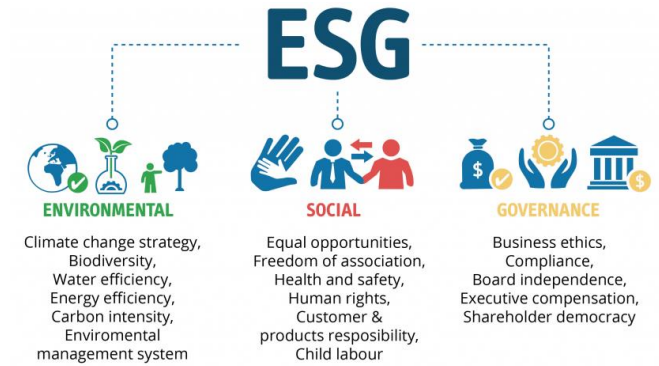 ESG
ENVIRONMENTAL
Climate change strategy,
Biodiversity,
Water efficiency,
Energy efficiency,
Carbon intensity,
Enviromental
management system
SOCIAL
Equal opportunities,
Freedom of association,
Health and safety,
Human rights,
Customer &
products resposibility,
Child labour
$
$
GOVERNANCE
Business ethics,
Compliance,
Board independence,
Executive compensation,
Shareholder democracy